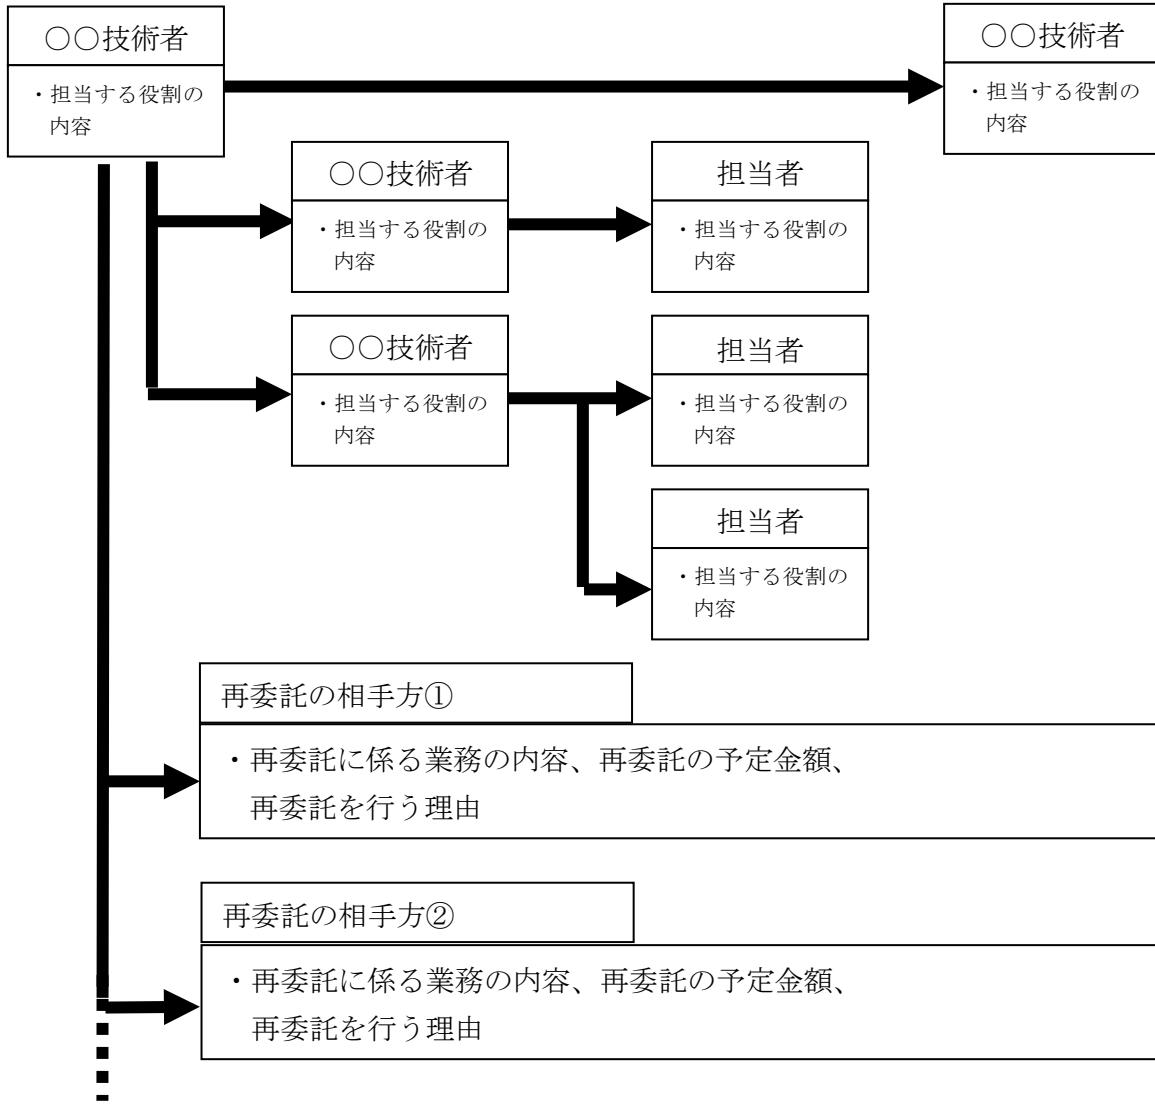 〇〇技術者
・担当する役割の
内容
〇〇技術者
・担当する役割の
内容
〇〇技術者
・担当する役割の
内容
担当者
・担当する役割の
内容
〇〇技術者
・担当する役割の
内容
担当者
・担当する役割の
内容
担当者
・担当する役割の
内容
再委託の相手方①
・再委託に係る業務の内容、再委託の予定金額、
再委託を行う理由
再委託の相手方②
・再委託に係る業務の内容、再委託の予定金額、
再委託を行う理由